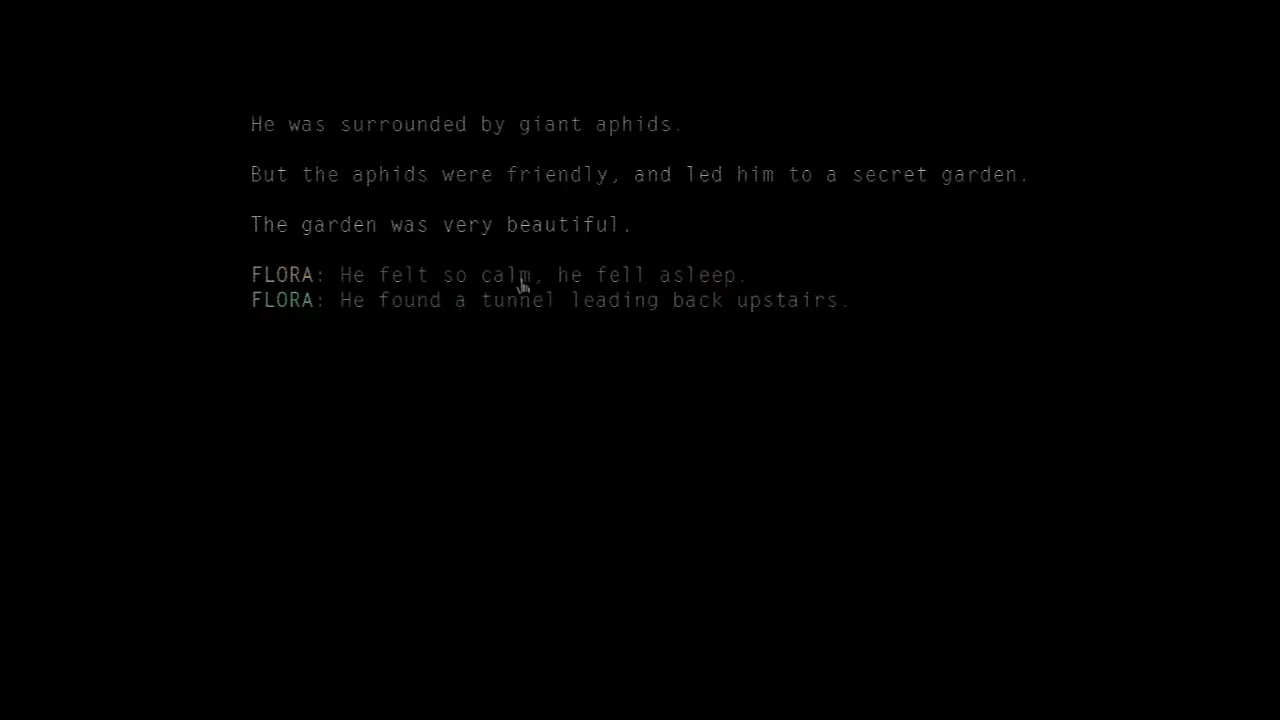 He was surrounded by giant aphids.
But the aphids were friendly, and led him to a secret garden.
The garden was very beautiful.
FLORA: He felt so calm, he fell asleep.
FLORA: He found a tunnel leading back upstairs.